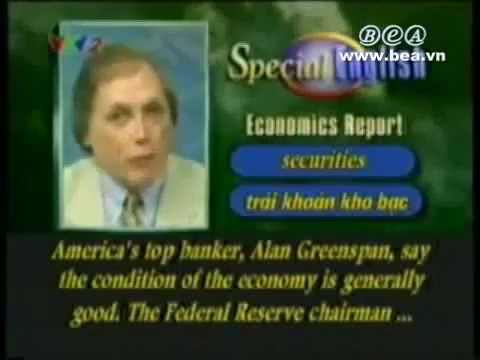 VTV2
BeA
www.bea.vn
Special English
Economics Report
securities
trái khoán kho bạc
America's top banker, Alan Greenspan, say
the condition of the economy is generally
good. The Federal Reserve chairman ...